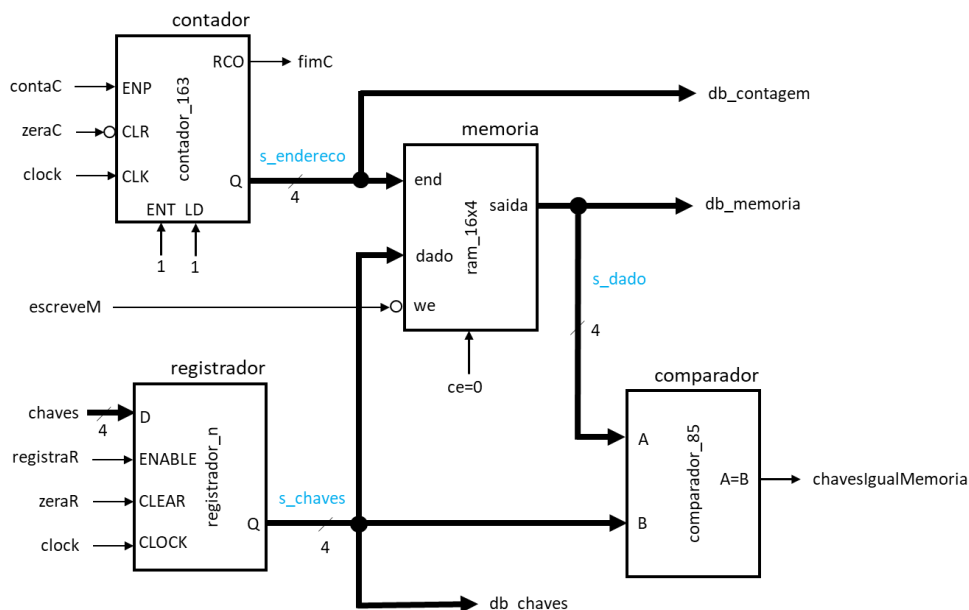 contador
RCO
fimC
contaC
ENP
contador_163
db_contagem
zeraC
CLR
memoria
s_endereco
clock
CLK
Q
4
end
saida
db_memoria
ENT LD
1 1
dado
ram_16x4
s_dado
escreveM
we
4
registrador
ce=0
comparador
chaves
4
D
registrador_n
A
comparador_85
registraR
ENABLE
A=B
chavesIgualMemoria
zeraR
CLEAR
s_chaves
Q
4
B
clock
CLOCK
db_chaves